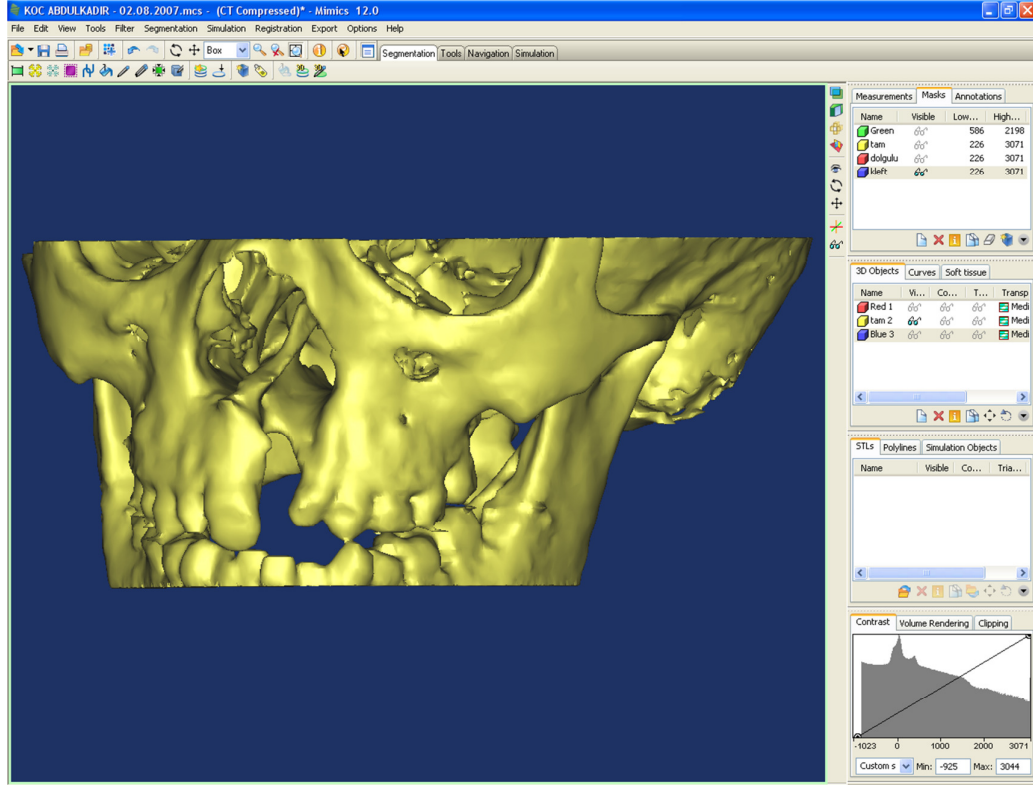 KOC ABDULKADIR - 02.08.2007.mcs - (CT Compressed)* - Mimics 12.0
File Edit View Tools Filter Segmentation Simulation Registration Export Options Help
Box Segmentation Tools Navigation Simulation
Measurements Masks Annotations
Name Visible Low... High...
Green 586 2198
tam 226 3071
dolgulu 226 3071
kleft 226 3071
3D Objects Curves Soft tissue
Name Vi... Co... T... Transp
Red 1 Medi
tam 2 Medi
Blue 3 Medi
STLs Polylines Simulation Objects
Name Visible Co... Tria...
Contrast Volume Rendering Clipping
-1023 0 1000 2000 3071
Custom s Min: -925 Max: 3044